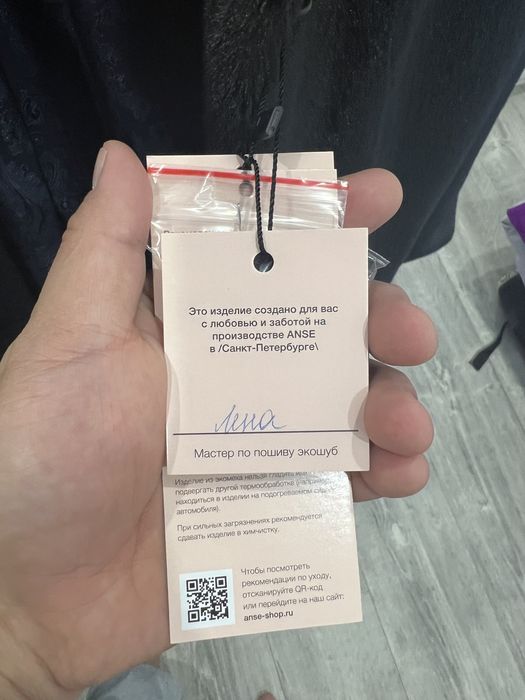 Это изделие создано для вас
с любовью и заботой на
производстве ANSE
в /Санкт-Петербурге\
Лена
Мастер по пошиву экошуб
Изделие из экомеха нельзя гладить или
подвергать другой термообработке (например,
находиться в изделии на подогреваемом
автомобиля).
При сильных загрязнениях рекомендуется
сдавать изделие в химчистку.
Чтобы посмотреть
рекомендации по уходу,
отсканируйте QR-код
или перейдите на наш сайт:
anse-shop.ru